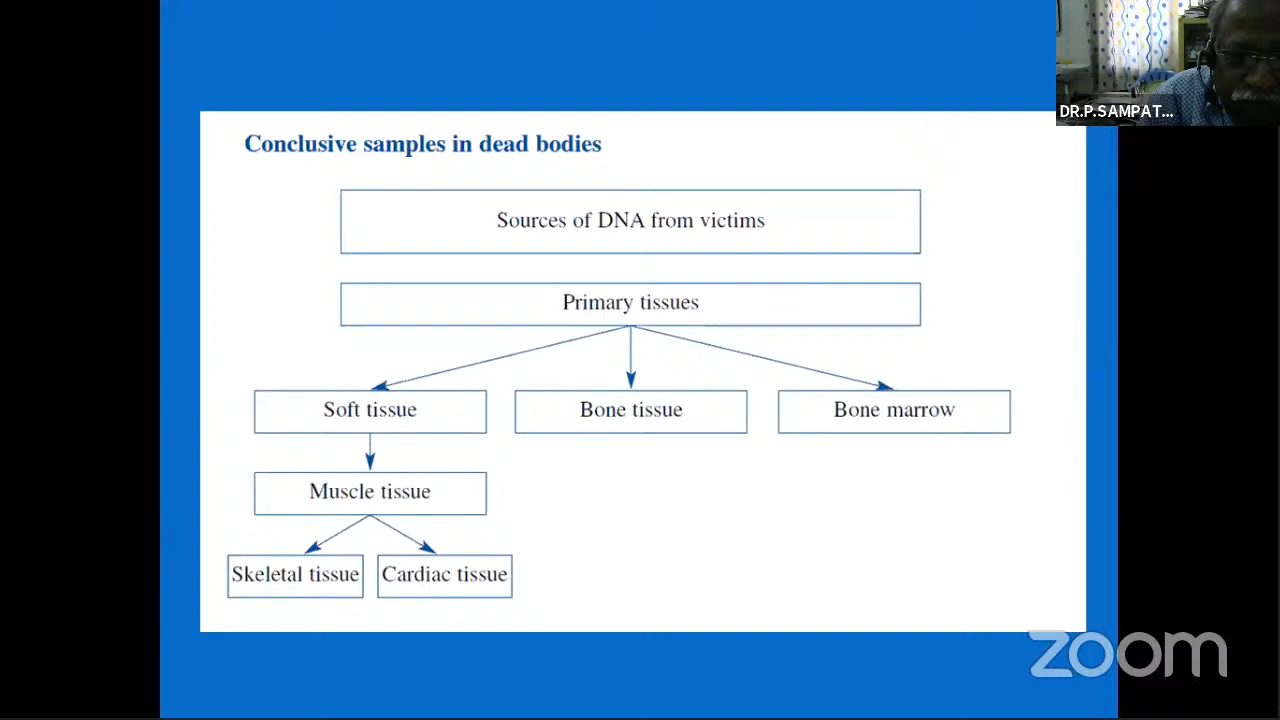 DR.P.SAMPAT...
Conclusive samples in dead bodies
Sources of DNA from victims
Primary tissues
Soft tissue
Bone tissue
Bone marrow
Muscle tissue
Skeletal tissue
Cardiac tissue
zoom